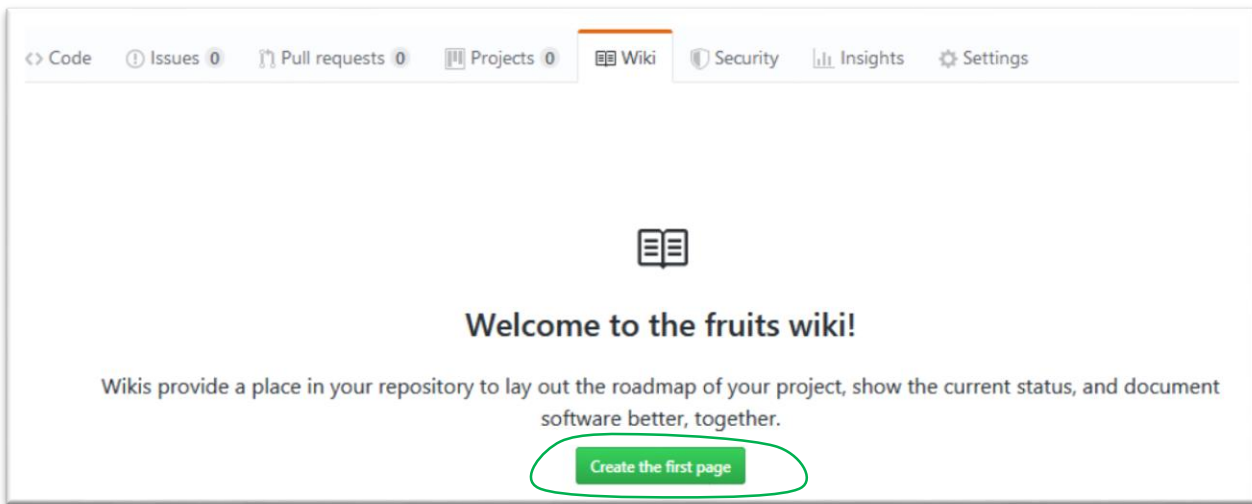 <> Code Issues 0 Pull requests 0 Projects 0 Wiki Security Insights Settings
Welcome to the fruits wiki!
Wikis provide a place in your repository to lay out the roadmap of your project, show the current status, and document
software better, together.
Create the first page